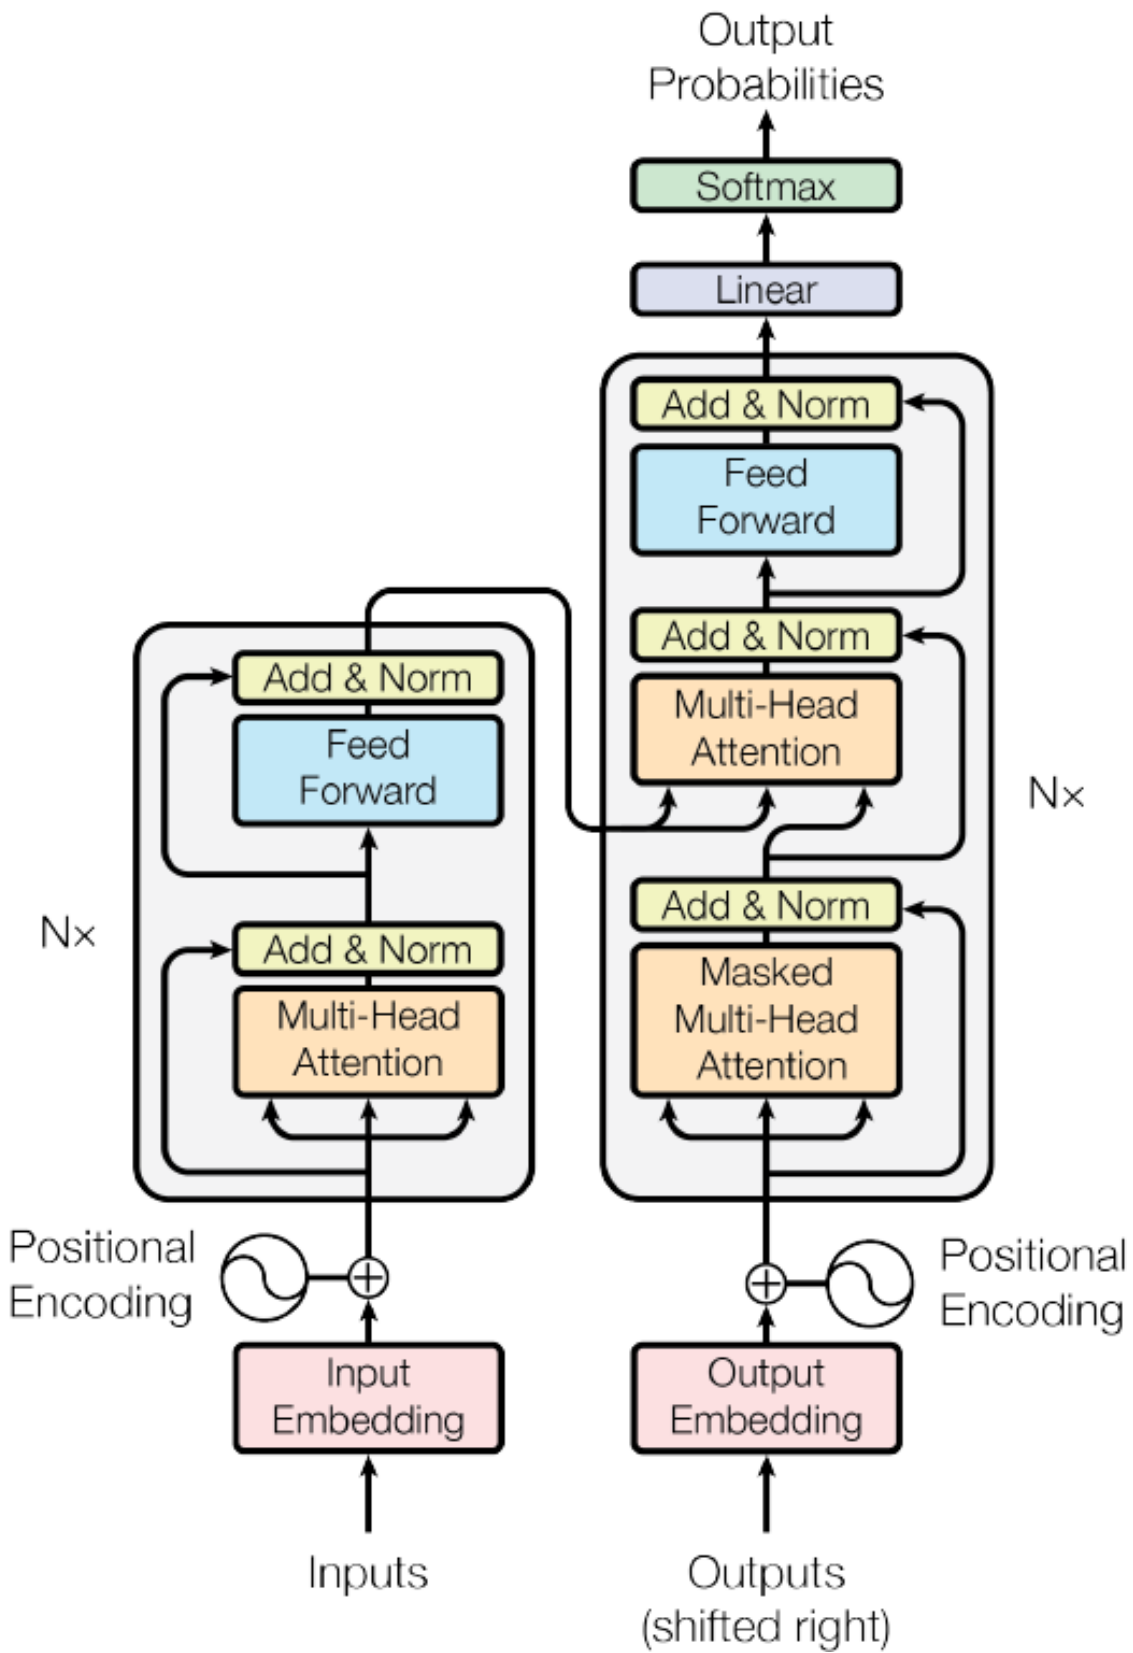 Output
Probabilities
Softmax
Linear
Add & Norm
Feed
Forward
Add & Norm
Multi-Head
Attention
Add & Norm
Masked
Multi-Head
Attention
Nx
Positional
Encoding
Output
Embedding
Outputs
(shifted right)
Add & Norm
Feed
Forward
Add & Norm
Multi-Head
Attention
Nx
Positional
Encoding
Input
Embedding
Inputs